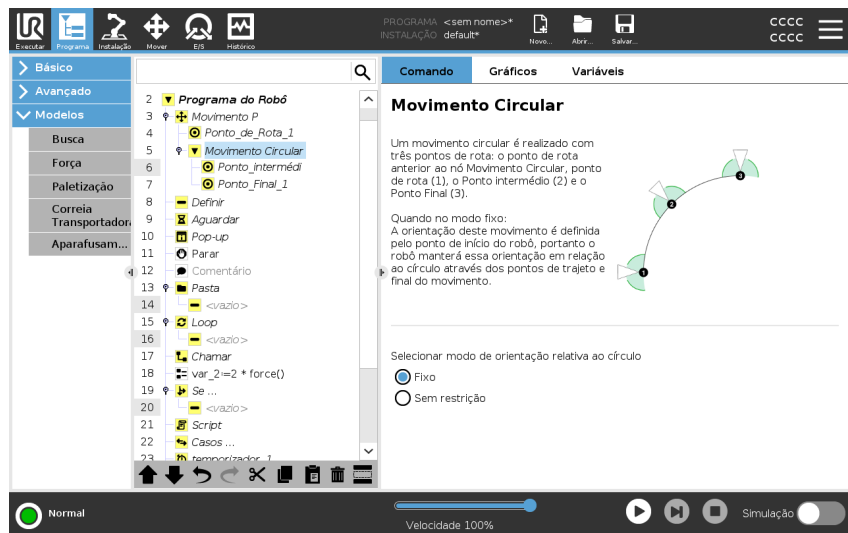 Executar
Programa
Instalação
Mover
E/S
Histórico
PROGRAMA <sem nome>*
INSTALAÇÃO default*
Novo...
Abrir...
Salvar...
cccc
cccc
Básico
Avançado
Modelos
Busca
Força
Paletização
Correia
Transportadora
Aparafusam...
2 Programa do Robô
3 Movimento P
4 Ponto_de_Rota_1
5 Movimento Circular
6 Ponto_intermédi
7 Ponto_Final_1
8 Definir
9 Aguardar
10 Pop-up
11 Parar
12 Comentário
13 Pasta
14 <vazio>
15 Loop
16 <vazio>
17 Chamar
18 var_2:=2 * force()
19 Se ...
20 <vazio>
21 Script
22 Casos ...
23 temporizador_1
Comando Gráficos Variáveis
Movimento Circular
Um movimento circular é realizado com
três pontos de rota: o ponto de rota
anterior ao nó Movimento Circular, ponto
de rota (1), o Ponto intermédio (2) e o
Ponto Final (3).
Quando no modo fixo:
A orientação deste movimento é definida
pelo ponto de início do robô, portanto o
robô manterá essa orientação em relação
ao círculo através dos pontos de trajeto e
final do movimento.
3
2
1
Selecionar modo de orientação relativa ao círculo
Fixo
Sem restrição
Normal
Velocidade 100%
Simulação